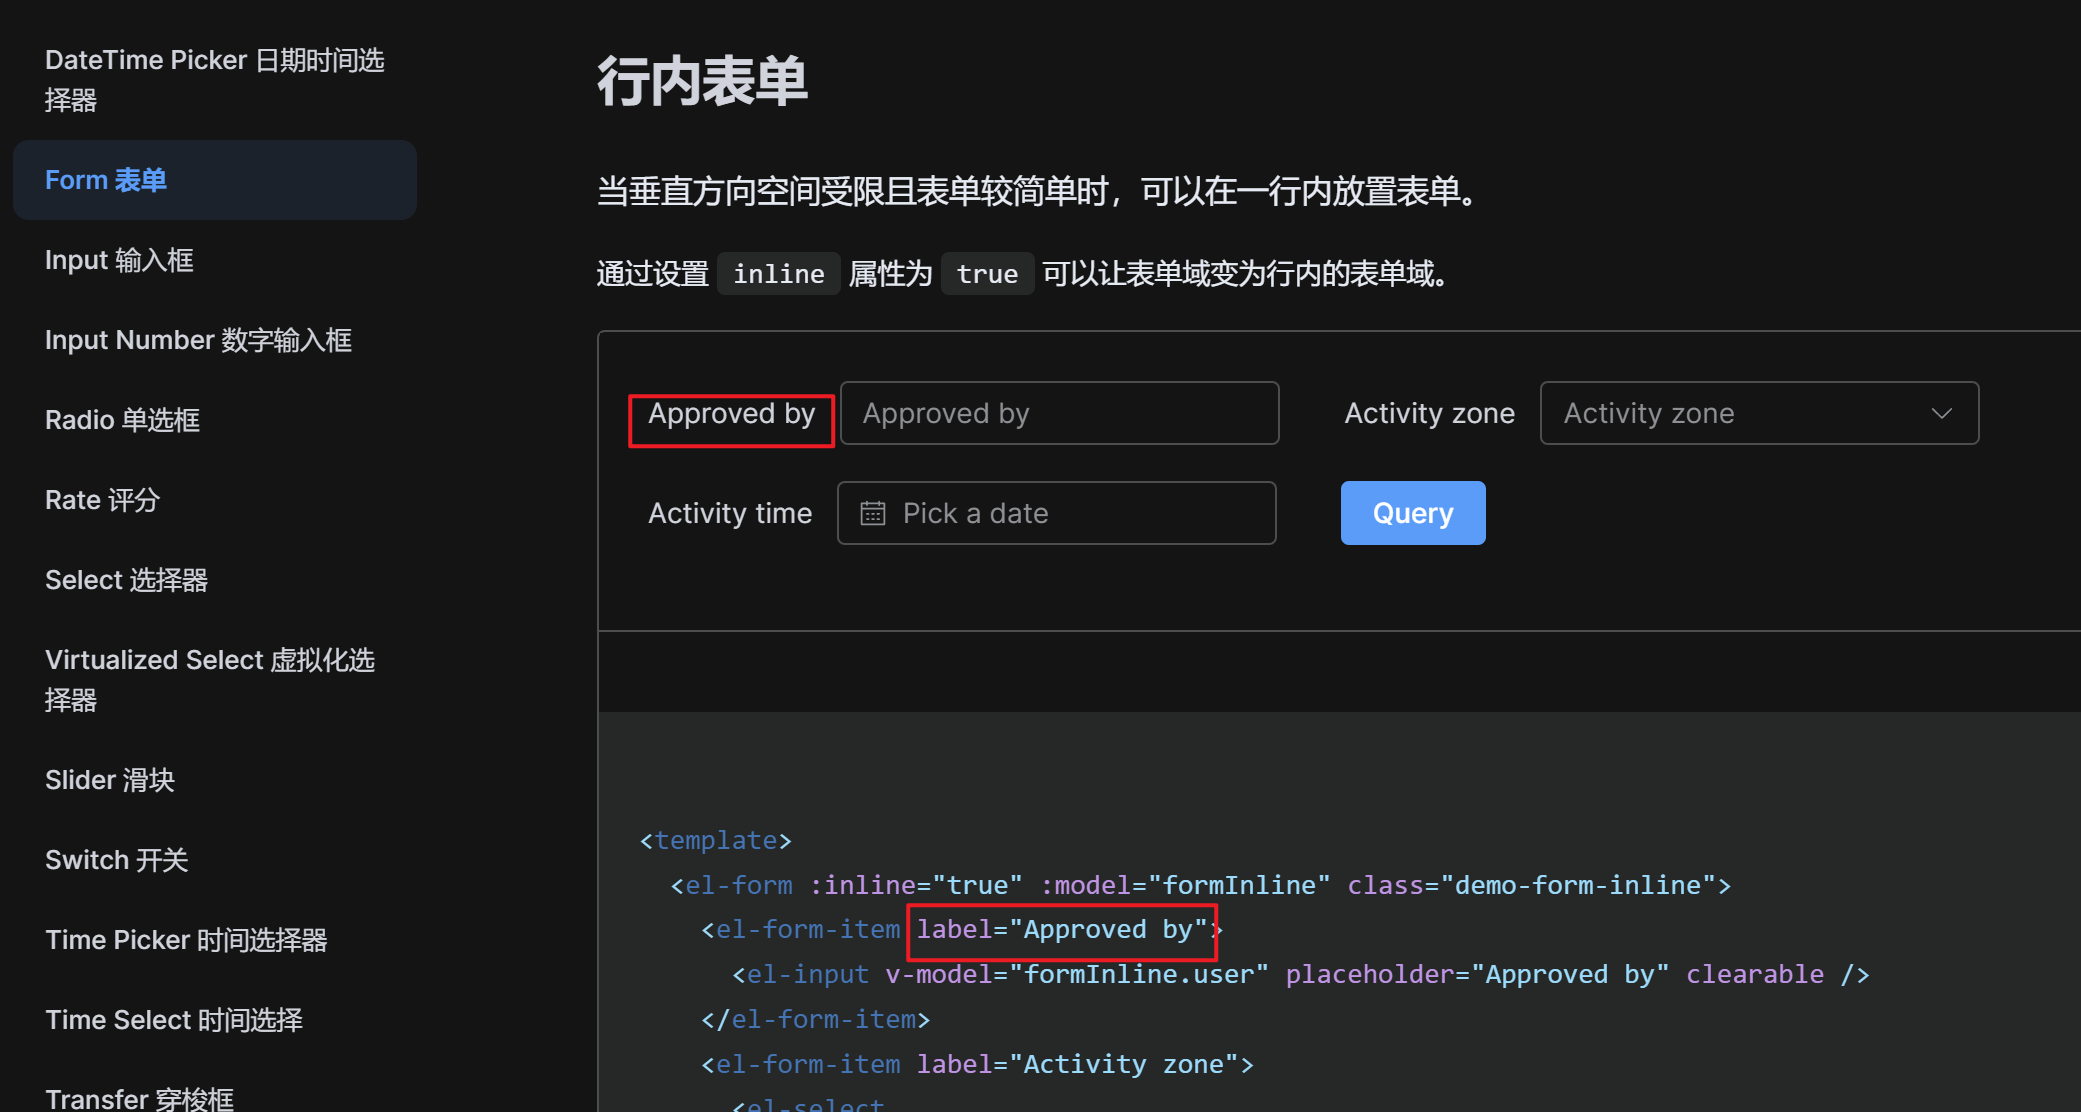 DateTime Picker 日期时间选
择器
Form 表单
Input 输入框
Input Number 数字输入框
Radio 单选框
Rate 评分
Select 选择器
Virtualized Select 虚拟化选
择器
Slider 滑块
Switch 开关
Time Picker 时间选择器
Time Select 时间选择
Transfer 穿梭框
行内表单
当垂直方向空间受限且表单较简单时，可以在一行内放置表单。
通过设置 inline 属性为 true 可以让表单域变为行内的表单域。
Approved by Approved by Activity zone Activity zone
Activity time Pick a date Query
<template>
<el-form :inline="true" :model="formInline" class="demo-form-inline">
<el-form-item label="Approved by">
<el-input v-model="formInline.user" placeholder="Approved by" clearable />
</el-form-item>
<el-form-item label="Activity zone">
<el-select